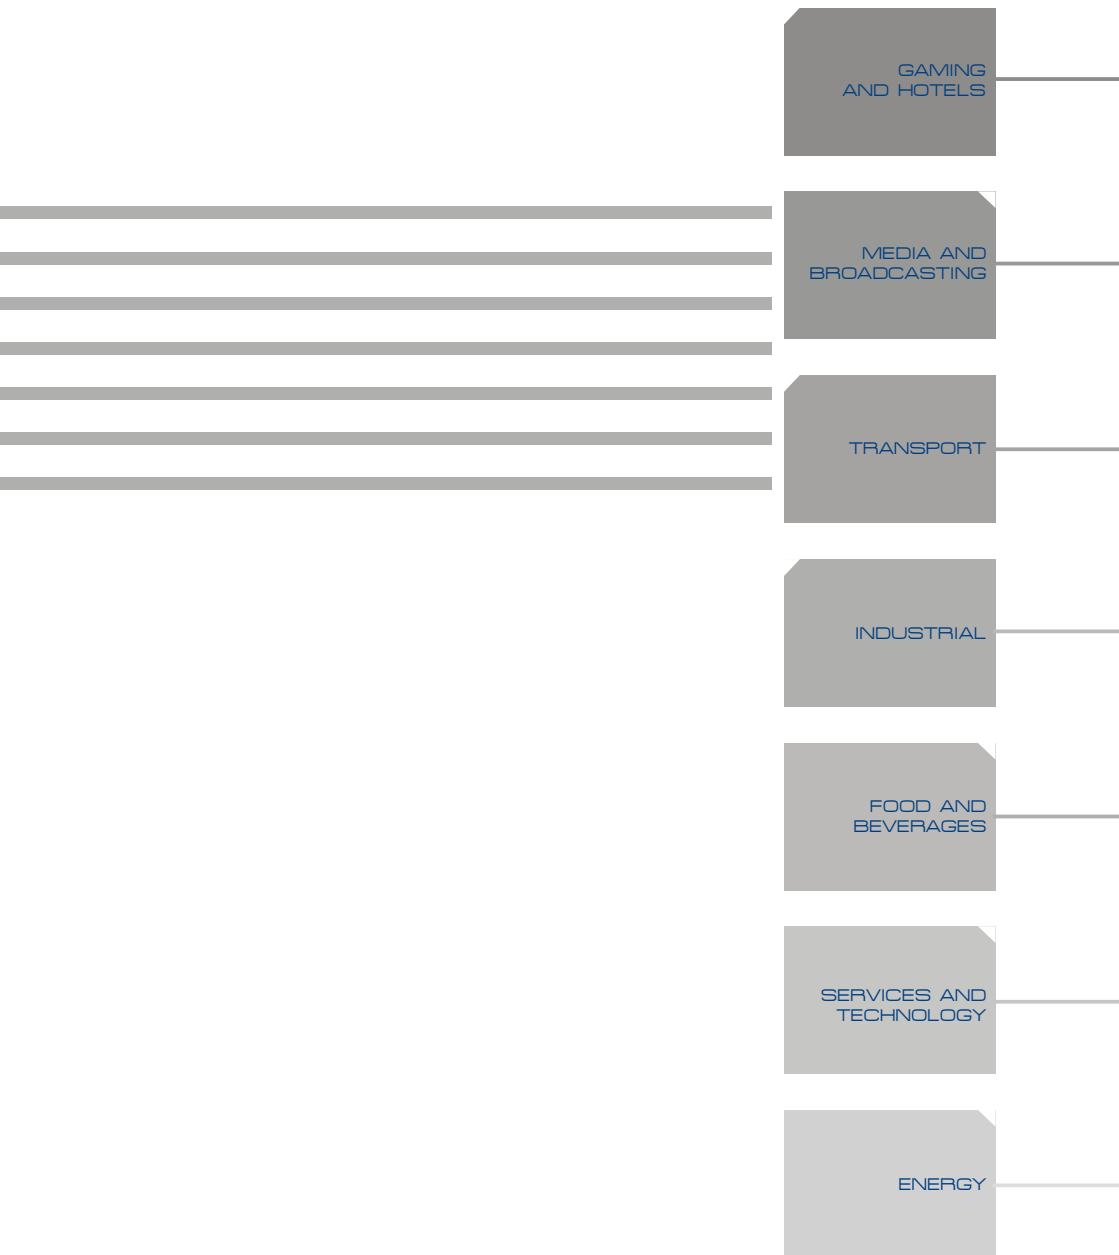 GAMING
AND HOTELS
MEDIA AND
BROADCASTING
TRANSPORT
INDUSTRIAL
FOOD AND
BEVERAGES
SERVICES AND
TECHNOLOGY
ENERGY